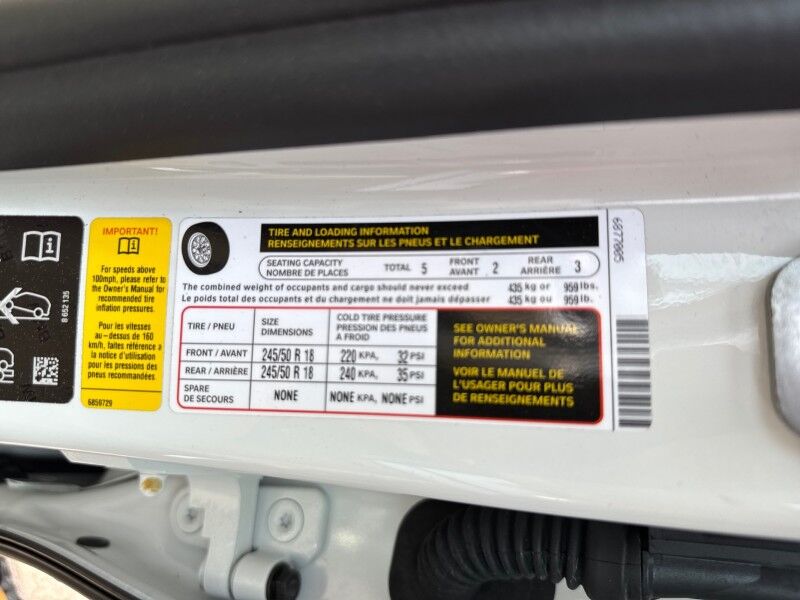 8 652 135
IMPORTANT!
For speeds above
100mph, please refer to
the Owner's Manual for
recommended tire
inflation pressures.
Pour les vitesses
au-dessus de 160
km/h, faites référence a
la notice d'utilisation
pour les pressions des
pneus recommandées
6859729
TIRE AND LOADING INFORMATION
RENSEIGNEMENTS SUR LES PNEUS ET LE CHARGEMENT
SEATING CAPACITY
NOMBRE DE PLACES
TOTAL 5
FRONT
AVANT 2
REAR
ARRIÈRE 3
The combined weight of occupants and cargo should never exceed 435 kg or 959 lbs.
Le poids total des occupants et du chargement ne doit jamais dépasser 435 kg ou 959 lb.
TIRE / PNEU
SIZE
DIMENSIONS
COLD TIRE PRESSURE
PRESSION DES PNEUS
A FROID
FRONT / AVANT 245/50 R 18 220 KPA, 32 PSI
REAR / ARRIÈRE 245/50 R 18 240 KPA, 35 PSI
SPARE
DE SECOURS
NONE
NONE KPA, NONE PSI
SEE OWNER'S MANUAL
FOR ADDITIONAL
INFORMATION
VOIR LE MANUEL DE
L'USAGER POUR PLUS
DE RENSEIGNEMENTS
68777085